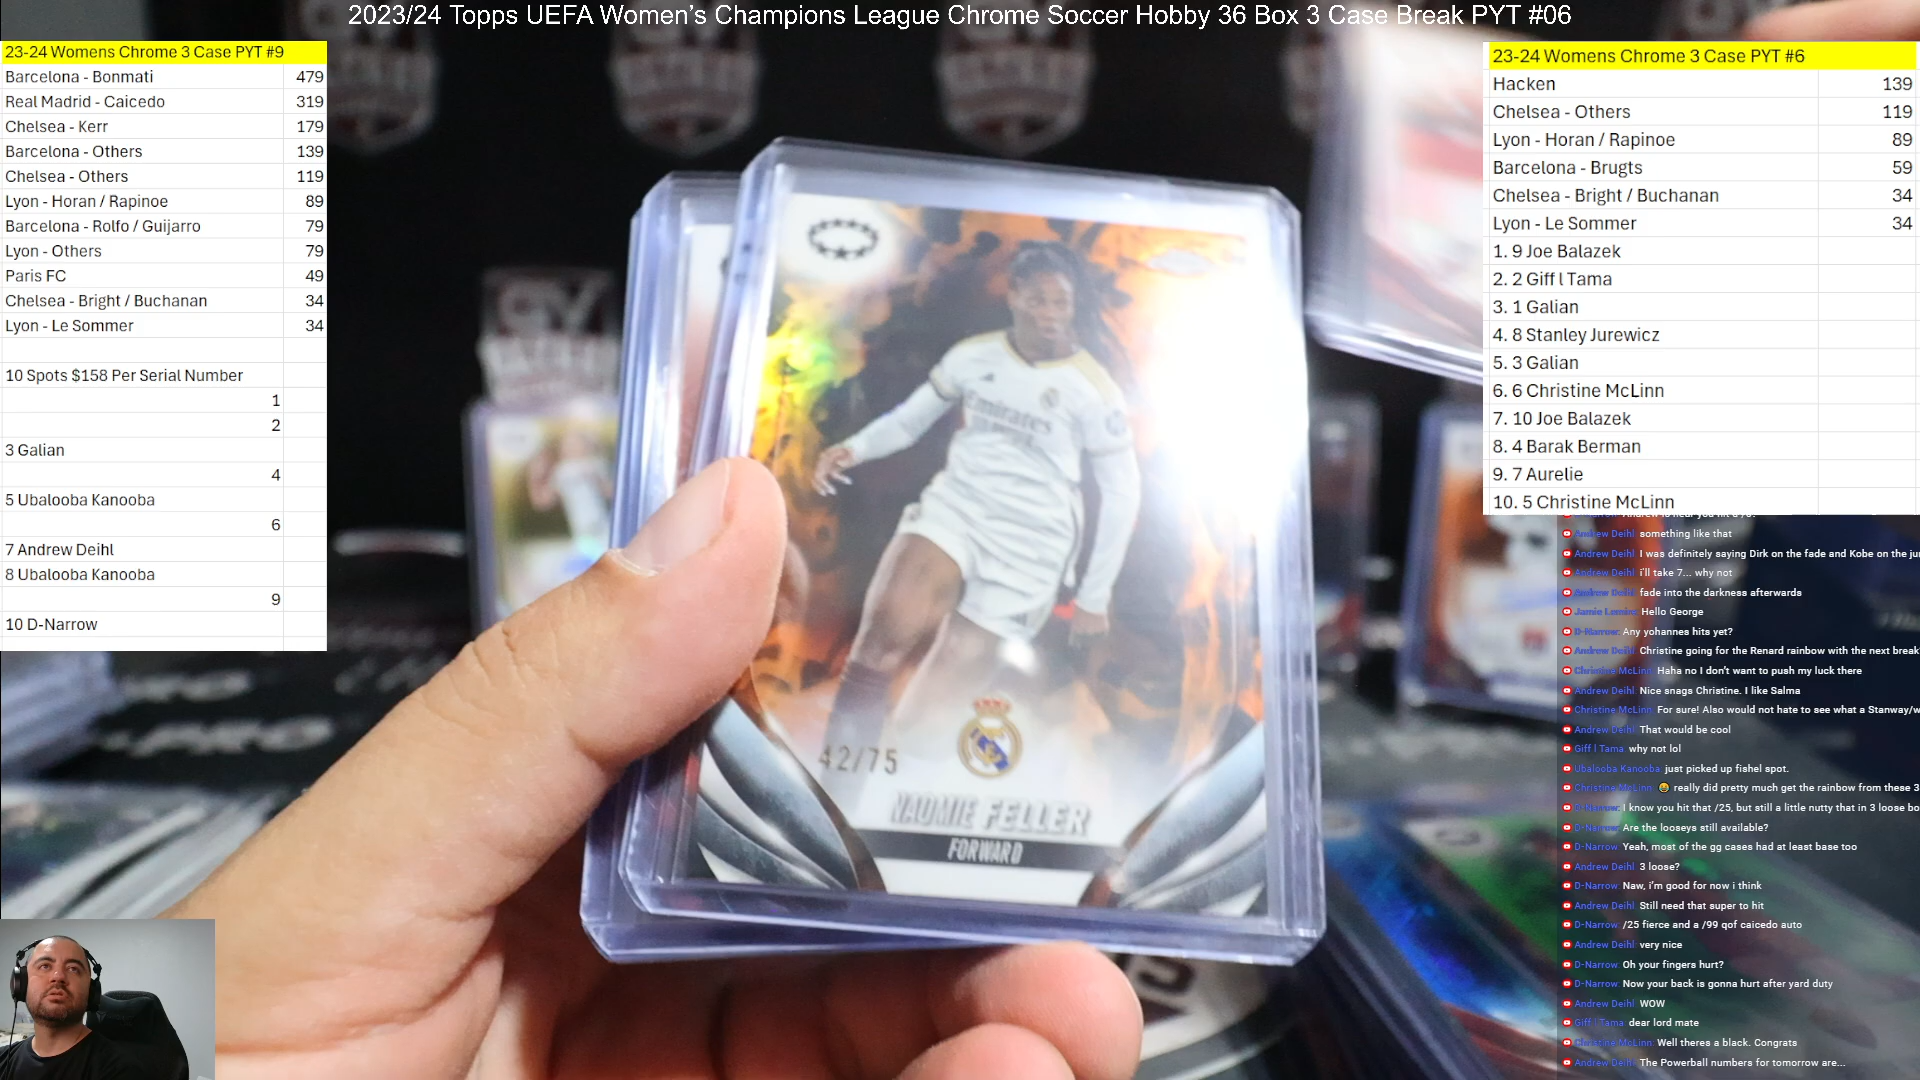 2023/24 Topps UEFA Women’s Champions League Chrome Soccer Hobby 36 Box 3 Case Break PYT #06
23-24 Womens Chrome 3 Case PYT #9
Barcelona - Bonmati 479
Real Madrid - Caicedo 319
Chelsea - Kerr 179
Barcelona - Others 139
Chelsea - Others 119
Lyon - Horan / Rapinoe 89
Barcelona - Rolfo / Guijarro 79
Lyon - Others 79
Paris FC 49
Chelsea - Bright / Buchanan 34
Lyon - Le Sommer 34
10 Spots $158 Per Serial Number
1
2
3 Galian
4
5 Ubalooba Kanooba
6
7 Andrew Deihl
8 Ubalooba Kanooba
9
10 D-Narrow
Emirates
42/75
NAOMIE FELLER
FORWARD
23-24 Womens Chrome 3 Case PYT #6
Hacken 139
Chelsea - Others 119
Lyon - Horan / Rapinoe 89
Barcelona - Brugts 59
Chelsea - Bright / Buchanan 34
Lyon - Le Sommer 34
1. 9 Joe Balazek
2. 2 Giff l Tama
3. 1 Galian
4. 8 Stanley Jurewicz
5. 3 Galian
6. 6 Christine McLinn
7. 10 Joe Balazek
8. 4 Barak Berman
9. 7 Aurelie
10. 5 Christine McLinn
Andrew Deihl something like that
Andrew Deihl I was definitely saying Dirk on the fade and Kobe on the
Andrew Deihl i'll take 7... why not
Andrew Deihl fade into the darkness afterwards
Jamie Hello George
D-Narrow Any yohannes hits yet?
Andrew Deihl Christine going for the Renard rainbow with the next break
Christine McLinn Haha no I don't want to push my luck there
Andrew Deihl Nice snags Christine. I like Salma
Christine McLinn For sure! Also would not hate to see what a Stanway/
Andrew Deihl That would be cool
Giff l Tama why not lol
Ubalooba Kanooba just picked up fishel spot.
Christine McLinn really did pretty much get the rainbow from these 3
D-Narrow I know you hit that /25, but still a little nutty that in 3 loose
D-Narrow Are the looseys still available?
D-Narrow Yeah, most of the gg cases had at least base too
Andrew Deihl 3 loose?
D-Narrow Naw, i'm good for now i think
Andrew Deihl Still need that super to hit
D-Narrow /25 fierce and a /99 qof caicedo auto
Andrew Deihl very nice
D-Narrow Oh your fingers hurt?
D-Narrow Now your back is gonna hurt after yard duty
Andrew Deihl WOW
Giff l Tama dear lord mate
Christine McLinn Well theres a black. Congrats
Andrew Deihl The Powerball numbers for tomorrow are...